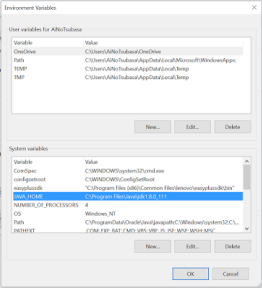 Environment Variables
User variables for AiNoTsubasa
Variable Value
OneDrive C:\Users\AiNoTsubasa\OneDrive
Path C:\Users\AiNoTsubasa\AppData\Local\Microsoft\WindowsApps;
TEMP C:\Users\AiNoTsubasa\AppData\Local\Temp
TMP C:\Users\AiNoTsubasa\AppData\Local\Temp
New... Edit... Delete
System variables
Variable Value
ComSpec C:\WINDOWS\system32\cmd.exe
configsetroot C:\WINDOWS\ConfigSetRoot
easyplussdk "C:\Program Files (x86)\Common Files\lenovo\easyplussdk\bin"
JAVA_HOME C:\Program Files\Java\jdk1.8.0_111
NUMBER_OF_PROCESSORS 4
OS Windows_NT
Path C:\ProgramData\Oracle\Java\javapath;C:\Windows\system32;C:\...
PATHEXT .COM;.EXE;.BAT;.CMD;.VBS;.VBE;.JS;.JSE;.WSF;.WSH;.MSC
New... Edit... Delete
OK Cancel